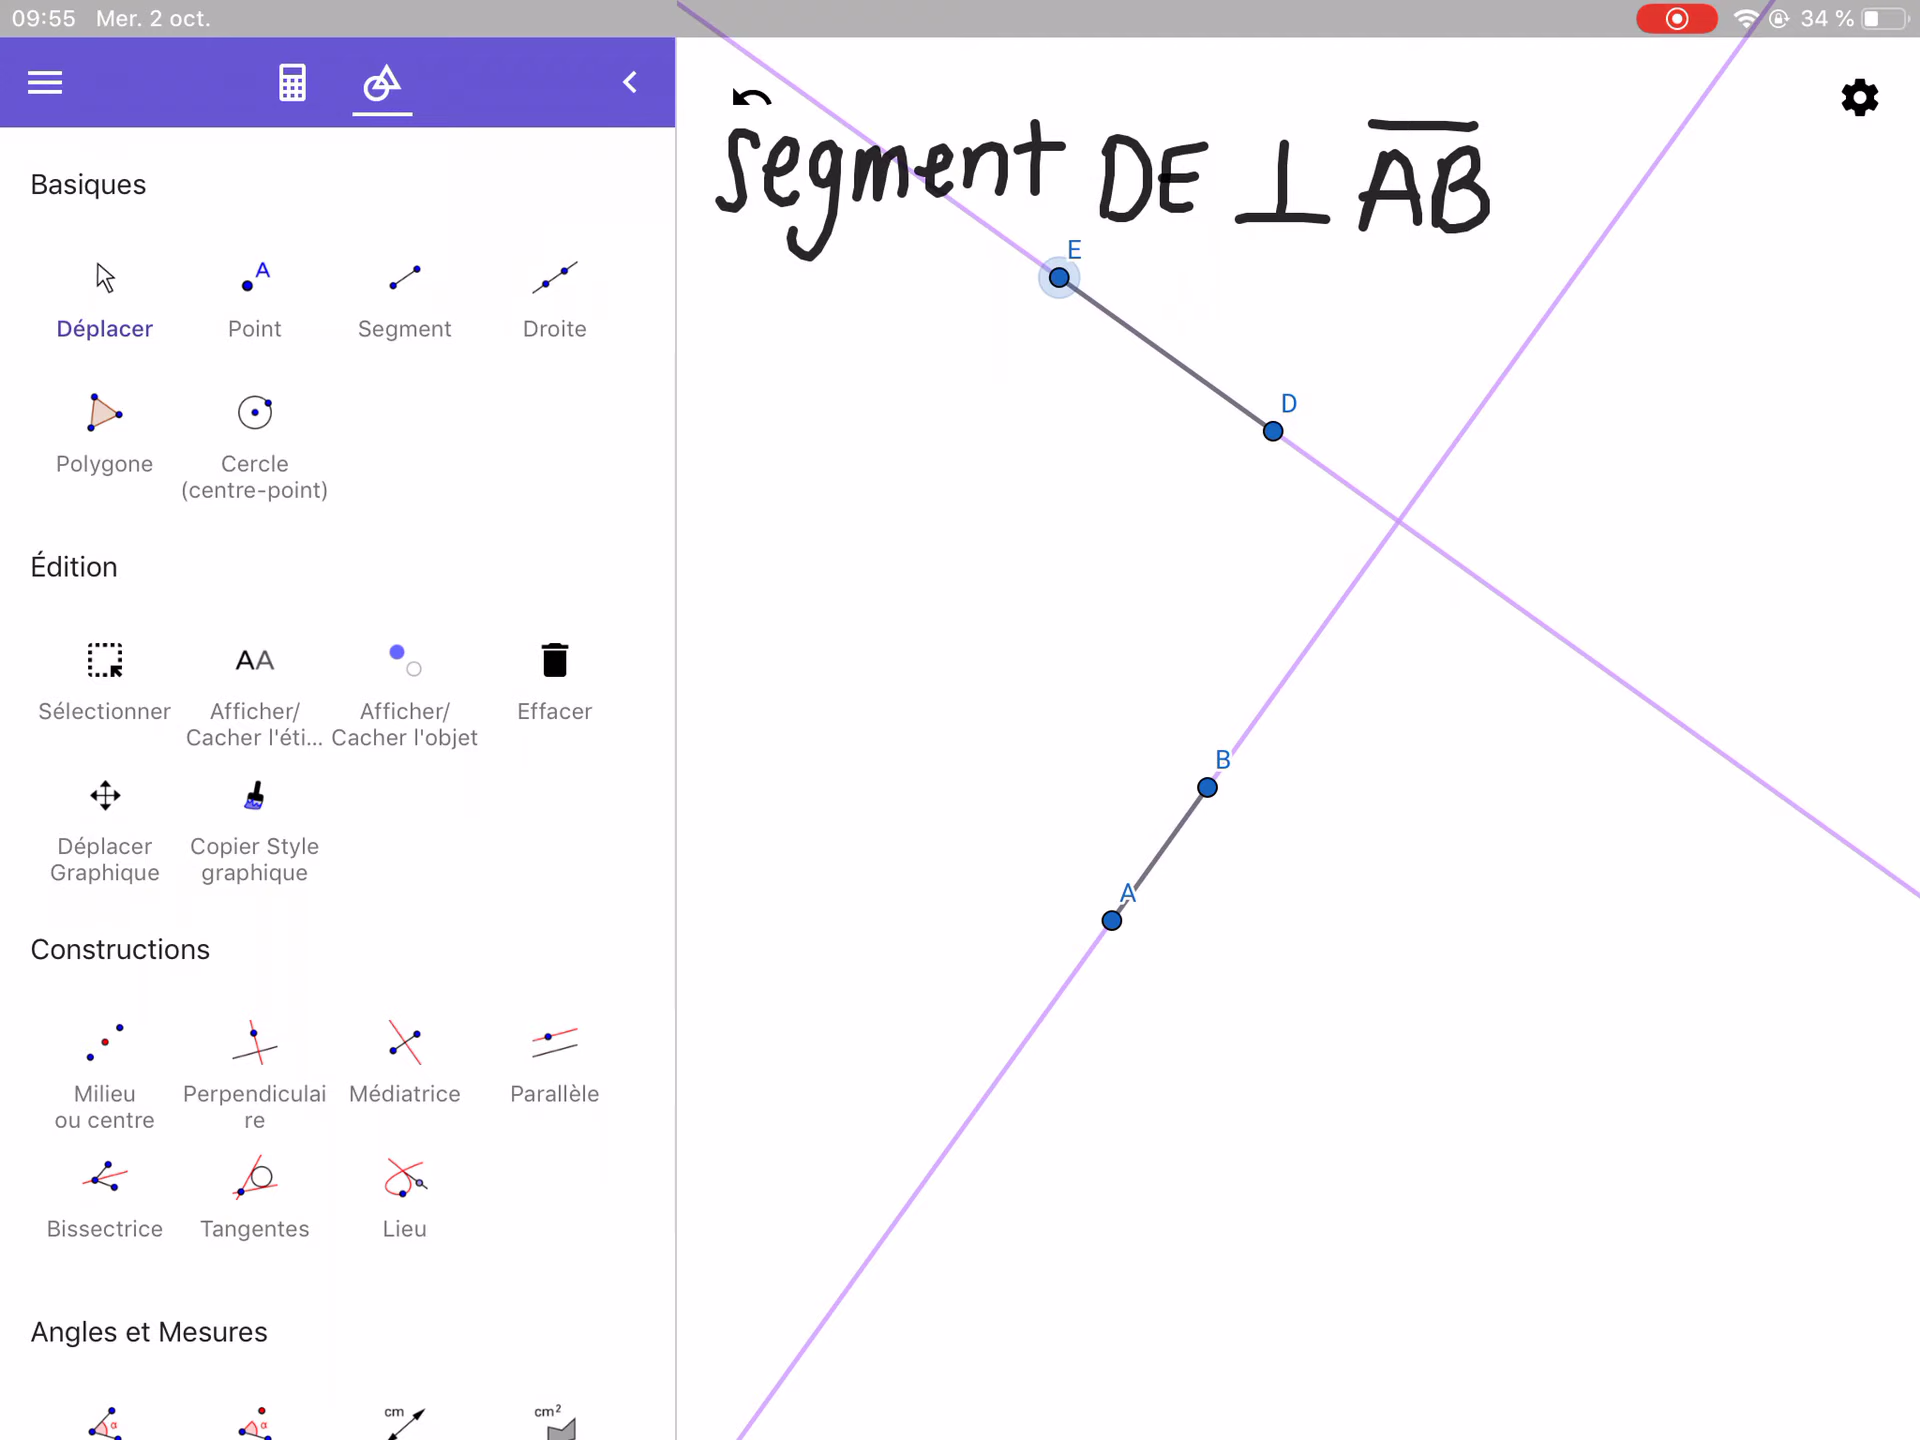 09:55 Mer. 2 oct. 34 %
Basiques
A
Déplacer Point Segment Droite
Polygone Cercle
(centre-point)
Édition
AA
Sélectionner Afficher/ Afficher/ Effacer
Cacher l'éti... Cacher l'objet
Déplacer Copier Style
Graphique graphique
Constructions
Milieu Perpendiculai Médiatrice Parallèle
ou centre re
Bissectrice Tangentes Lieu
Angles et Mesures
α α cm cm²
segment DE ⊥ A̅B̅
E
D
B
A